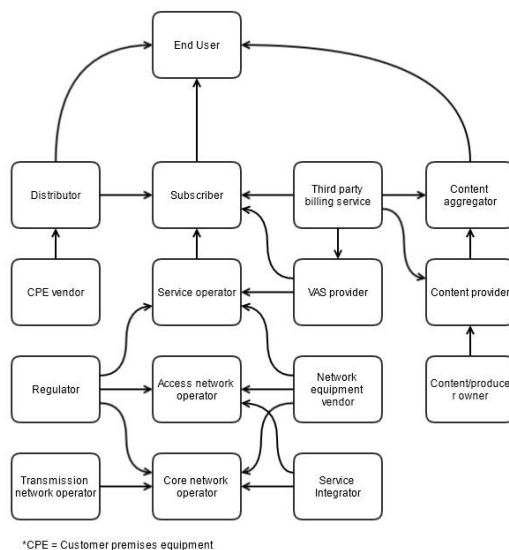 End User
Distributor
Subscriber
Third party
billing service
Content
aggregator
CPE vendor
Service operator
VAS provider
Content provider
Regulator
Access network
operator
Network
equipment
vendor
Content/produce
r owner
Transmission
network operator
Core network
operator
Service
Integrator
*CPE = Customer premises equipment